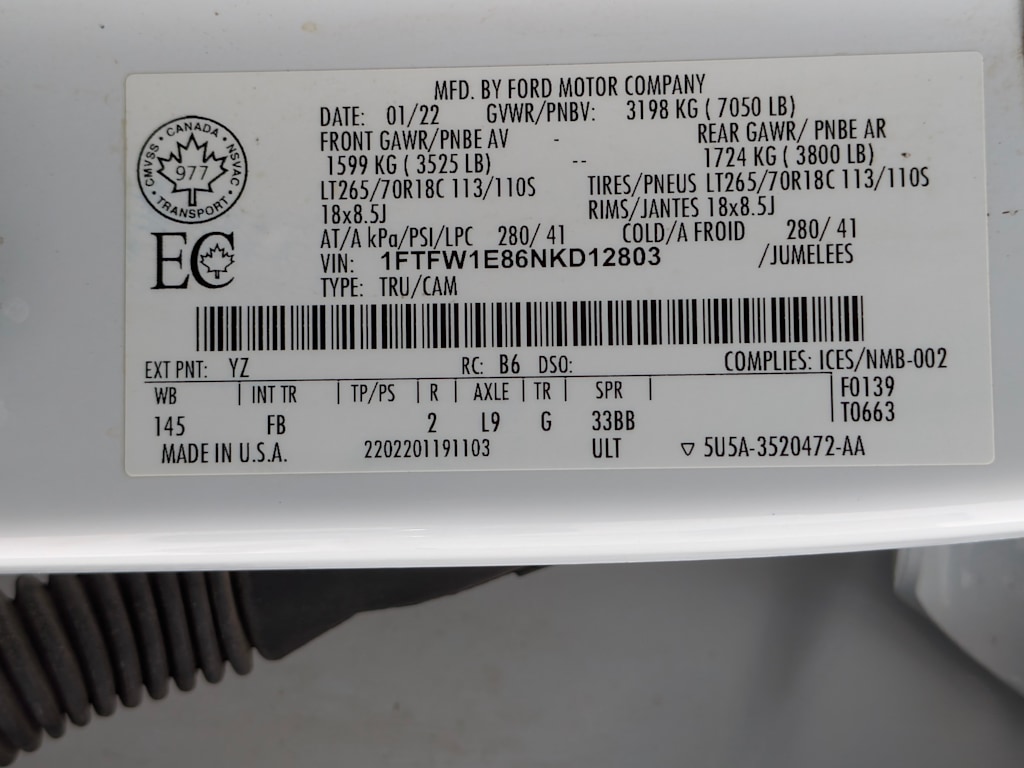 MFD. BY FORD MOTOR COMPANY
DATE: 01/22 GVWR/PNBV: 3198 KG ( 7050 LB)
FRONT GAWR/PNBE AV - REAR GAWR/ PNBE AR
1599 KG ( 3525 LB) -- 1724 KG ( 3800 LB)
LT265/70R18C 113/110S TIRES/PNEUS LT265/70R18C 113/110S
18x8.5J RIMS/JANTES 18x8.5J
AT/A kPa/PSI/LPC 280/ 41 COLD/A FROID 280/ 41
VIN: 1FTFW1E86NKD12803 /JUMELEES
TYPE: TRU/CAM
CANADA · NSVAC · TRANSPORT · CMVSS ·
977
EC
EXT PNT: YZ RC: B6 DSO: COMPLIES: ICES/NMB-002
WB | INT TR | TP/PS | R | AXLE | TR | SPR | F0139
145 FB 2 L9 G 33BB T0663
MADE IN U.S.A. 2202201191103 ULT ▽ 5U5A-3520472-AA